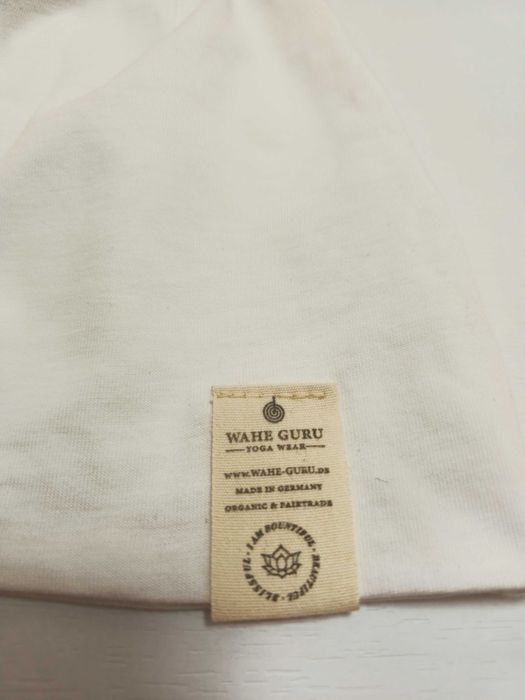 WAHE GURU
YOGA WEAR
WWW.WAHE-GURU.DE
MADE IN GERMANY
ORGANIC & FAIRTRADE
I AM BOUNTIFUL · BEAUTIFUL · BLISSFUL ·